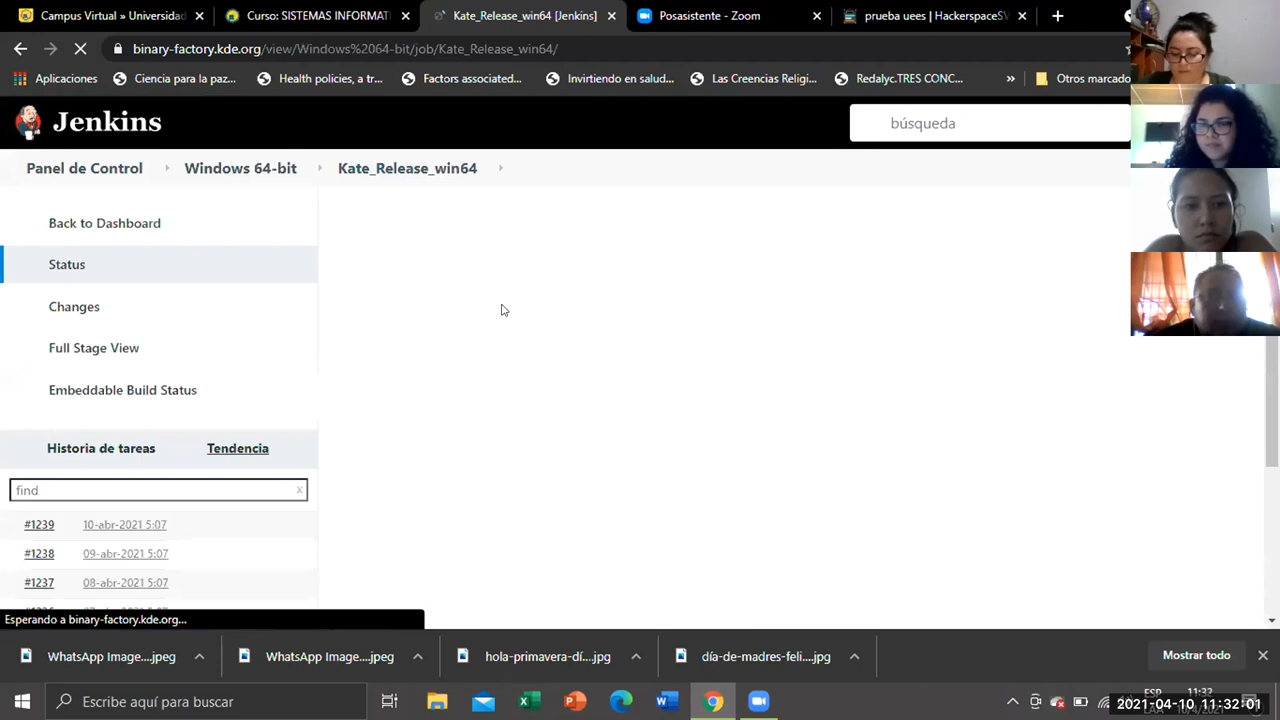 Campus Virtual » Universidad
Curso: SISTEMAS INFORMATI
Kate_Release_win64 [Jenkins]
Posasistente - Zoom
prueba uees | HackerspaceSV
binary-factory.kde.org/view/Windows%2064-bit/job/Kate_Release_win64/
Aplicaciones
Ciencia para la paz...
Health policies, a tr...
Factors associated...
Invirtiendo en salud...
Las Creencias Religi...
Redalyc.TRES CONC...
»
Otros marcado
Jenkins
búsqueda
Panel de Control
Windows 64-bit
Kate_Release_win64
Back to Dashboard
Status
Changes
Full Stage View
Embeddable Build Status
Historia de tareas
Tendencia
find
x
#1239 10-abr-2021 5:07
#1238 09-abr-2021 5:07
#1237 08-abr-2021 5:07
Esperando a binary-factory.kde.org...
WhatsApp Image....jpeg
WhatsApp Image....jpeg
hola-primavera-dí....jpg
día-de-madres-feli....jpg
Mostrar todo
Escribe aquí para buscar
ESP
11:32
2021-04-10 11:32:01